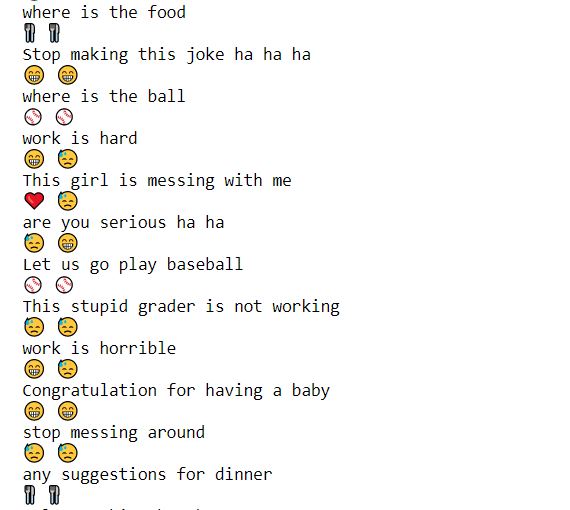 where is the food
🍴 🍴
Stop making this joke ha ha ha
😁 😁
where is the ball
⚾ ⚾
work is hard
😁 😓
This girl is messing with me
❤️ 😓
are you serious ha ha
😓 😁
Let us go play baseball
⚾ ⚾
This stupid grader is not working
😓 😓
work is horrible
😁 😓
Congratulation for having a baby
😁 😁
stop messing around
😓 😓
any suggestions for dinner
🍴 🍴